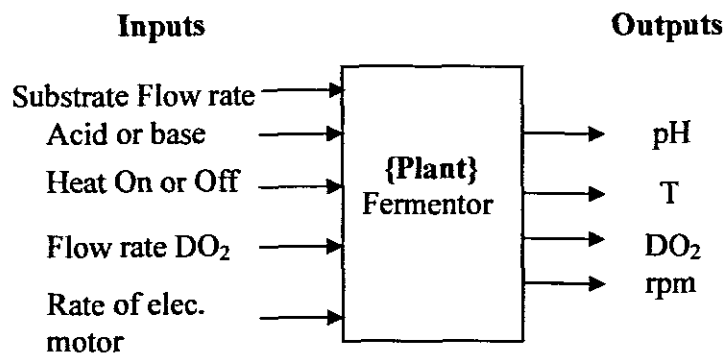 Inputs
Outputs
Substrate Flow rate
Acid or base
Heat On or Off
Flow rate DO₂
Rate of elec.
motor
{Plant}
Fermentor
pH
T
DO₂
rpm